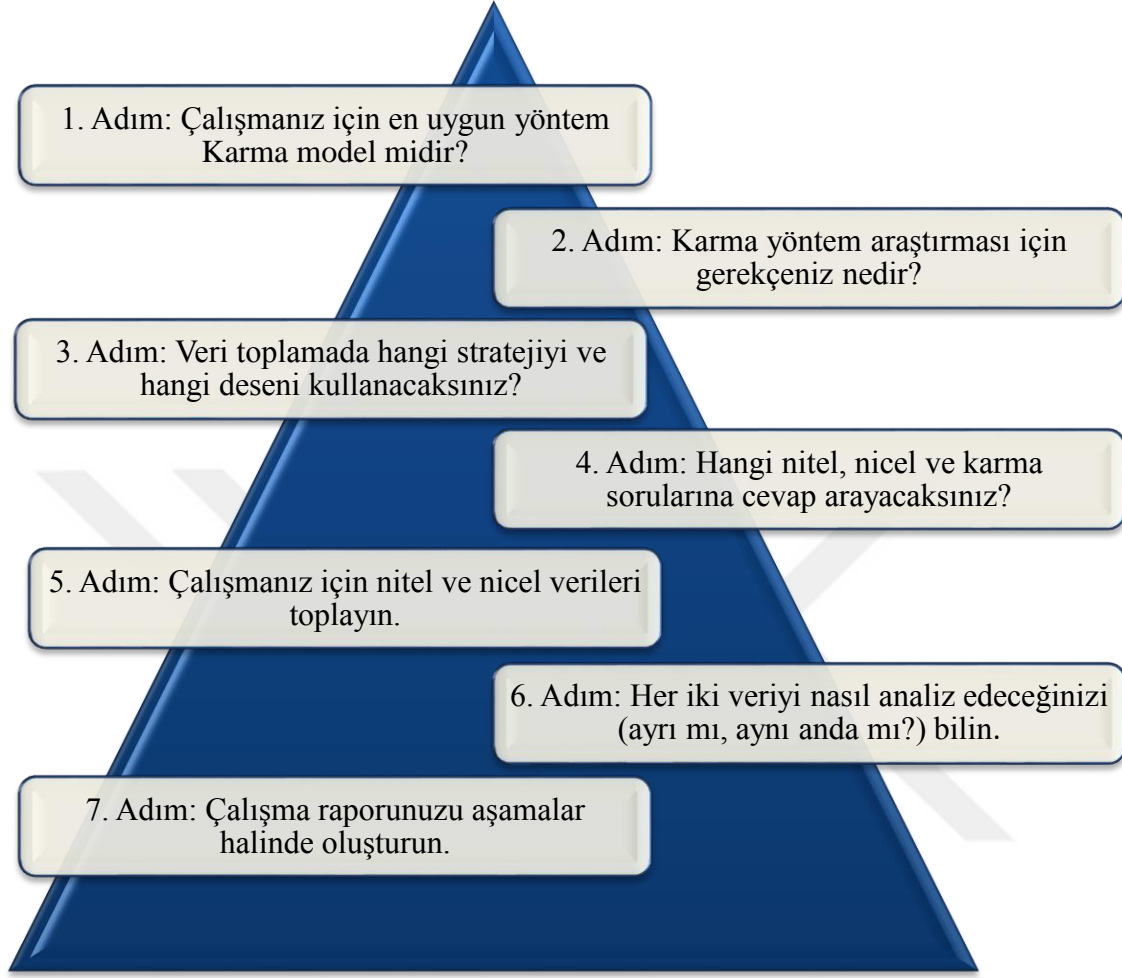 1. Adım: Çalışmanız için en uygun yöntem
Karma model midir?
2. Adım: Karma yöntem araştırması için
gerekçeniz nedir?
3. Adım: Veri toplamada hangi stratejiyi ve
hangi deseni kullanacaksınız?
4. Adım: Hangi nitel, nicel ve karma
sorularına cevap arayacaksınız?
5. Adım: Çalışmanız için nitel ve nicel verileri
toplayın.
6. Adım: Her iki veriyi nasıl analiz edeceğinizi
(ayrı mı, aynı anda mı?) bilin.
7. Adım: Çalışma raporunuzu aşamalar
halinde oluşturun.